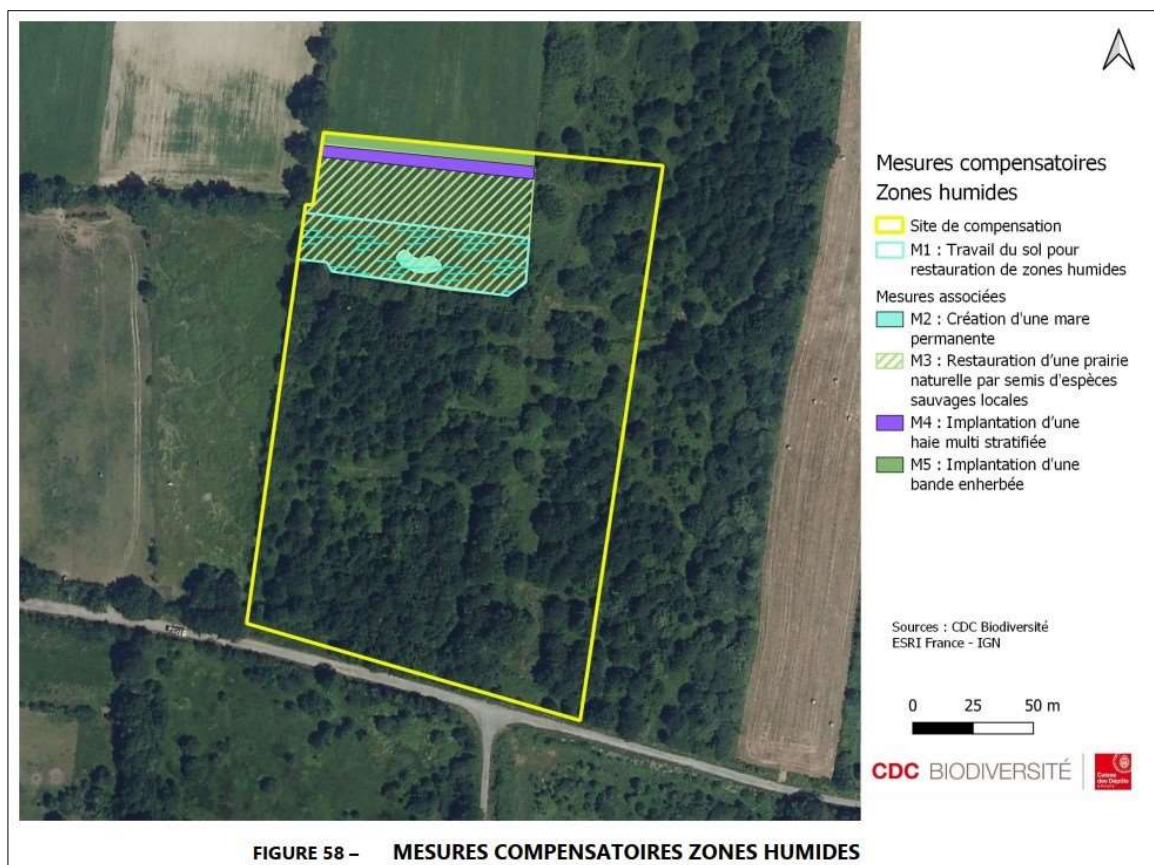 Mesures compensatoires
Zones humides
Site de compensation
M1 : Travail du sol pour
restauration de zones humides
Mesures associées
M2 : Création d'une mare
permanente
M3 : Restauration d'une prairie
naturelle par semis d'espèces
sauvages locales
M4 : Implantation d'une
haie multi stratifiée
M5 : Implantation d'une
bande enherbée
Sources : CDC Biodiversité
ESRI France - IGN
0 25 50 m
CDC BIODIVERSITÉ
Caisse
des Dépôts
FIGURE 58 – MESURES COMPENSATOIRES ZONES HUMIDES